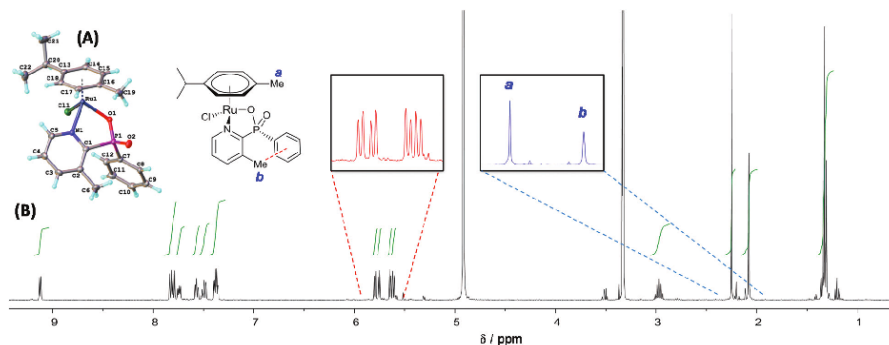 (A)
C21
C20
C22
C13
C14
C15
C18
C16
C17
C19
Ru1
Cl1
O1
N1
C5
P1
O2
C1
C4
C12
C7
C8
C3
C2
C11
C9
C10
C6
a
Me
Ru
O
Cl
N
P
O
Me
b
a
b
(B)
9
8
7
6
5
4
3
2
1
δ / ppm